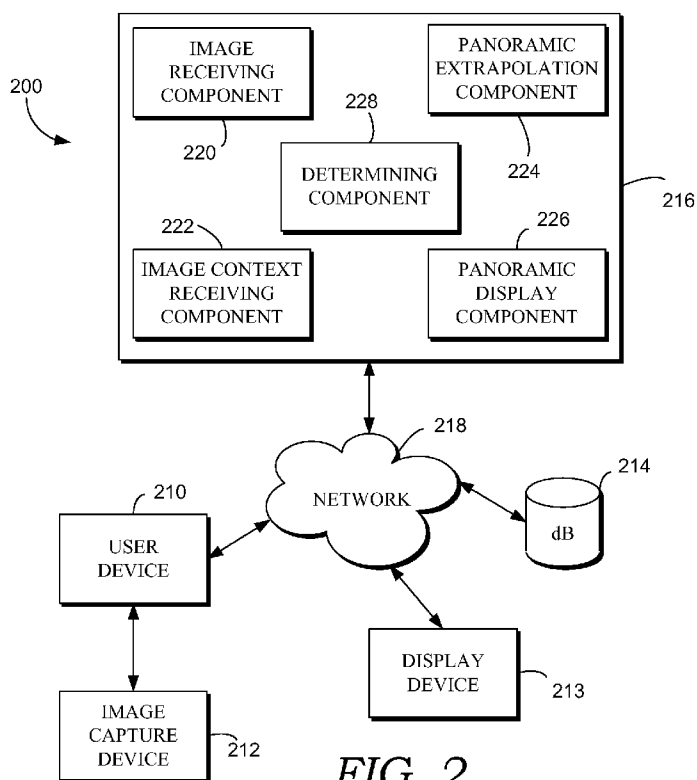 200
IMAGE
RECEIVING
COMPONENT
220
PANORAMIC
EXTRAPOLATION
COMPONENT
224
228
DETERMINING
COMPONENT
216
222
IMAGE CONTEXT
RECEIVING
COMPONENT
226
PANORAMIC
DISPLAY
COMPONENT
218
NETWORK
214
dB
210
USER
DEVICE
DISPLAY
DEVICE
213
IMAGE
CAPTURE
DEVICE
212
FIG. 2